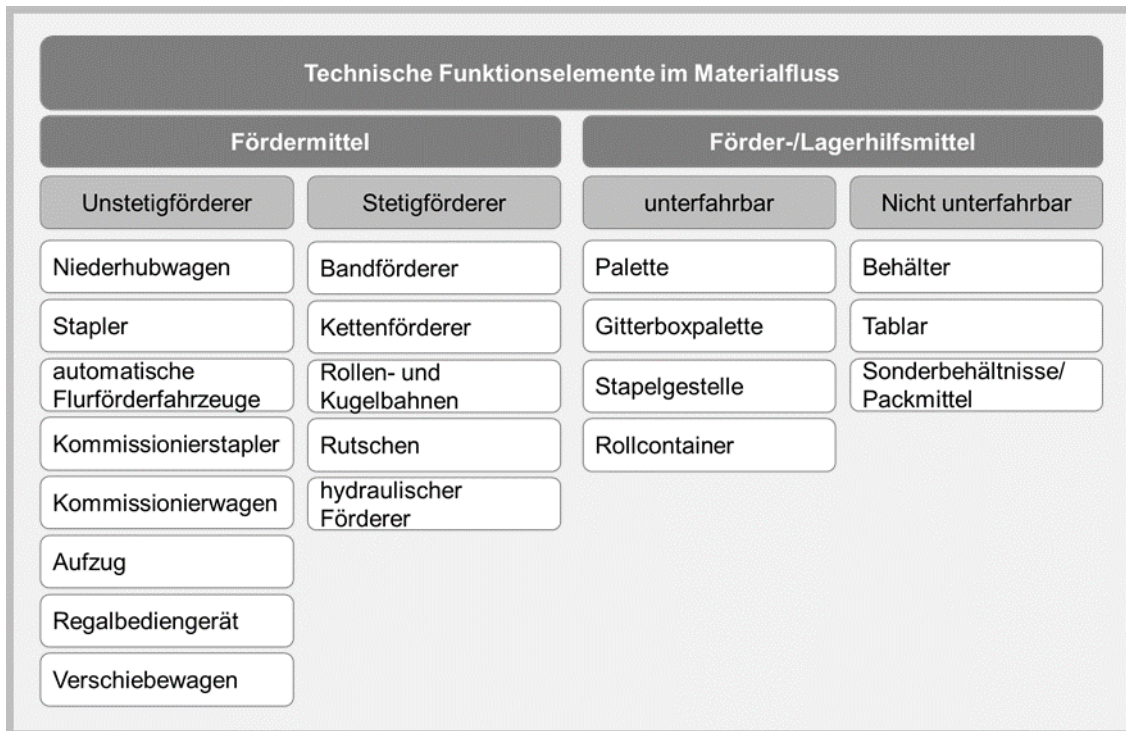 Technische Funktionselemente im Materialfluss
Fördermittel
Förder-/Lagerhilfsmittel
Unstetigförderer
Stetigförderer
unterfahrbar
Nicht unterfahrbar
Niederhubwagen
Stapler
automatische
Flurförderfahrzeuge
Kommissionierstapler
Kommissionierwagen
Aufzug
Regalbediengerät
Verschiebewagen
Bandförderer
Kettenförderer
Rollen- und
Kugelbahnen
Rutschen
hydraulischer
Förderer
Palette
Gitterboxpalette
Stapelgestelle
Rollcontainer
Behälter
Tablar
Sonderbehältnisse/
Packmittel